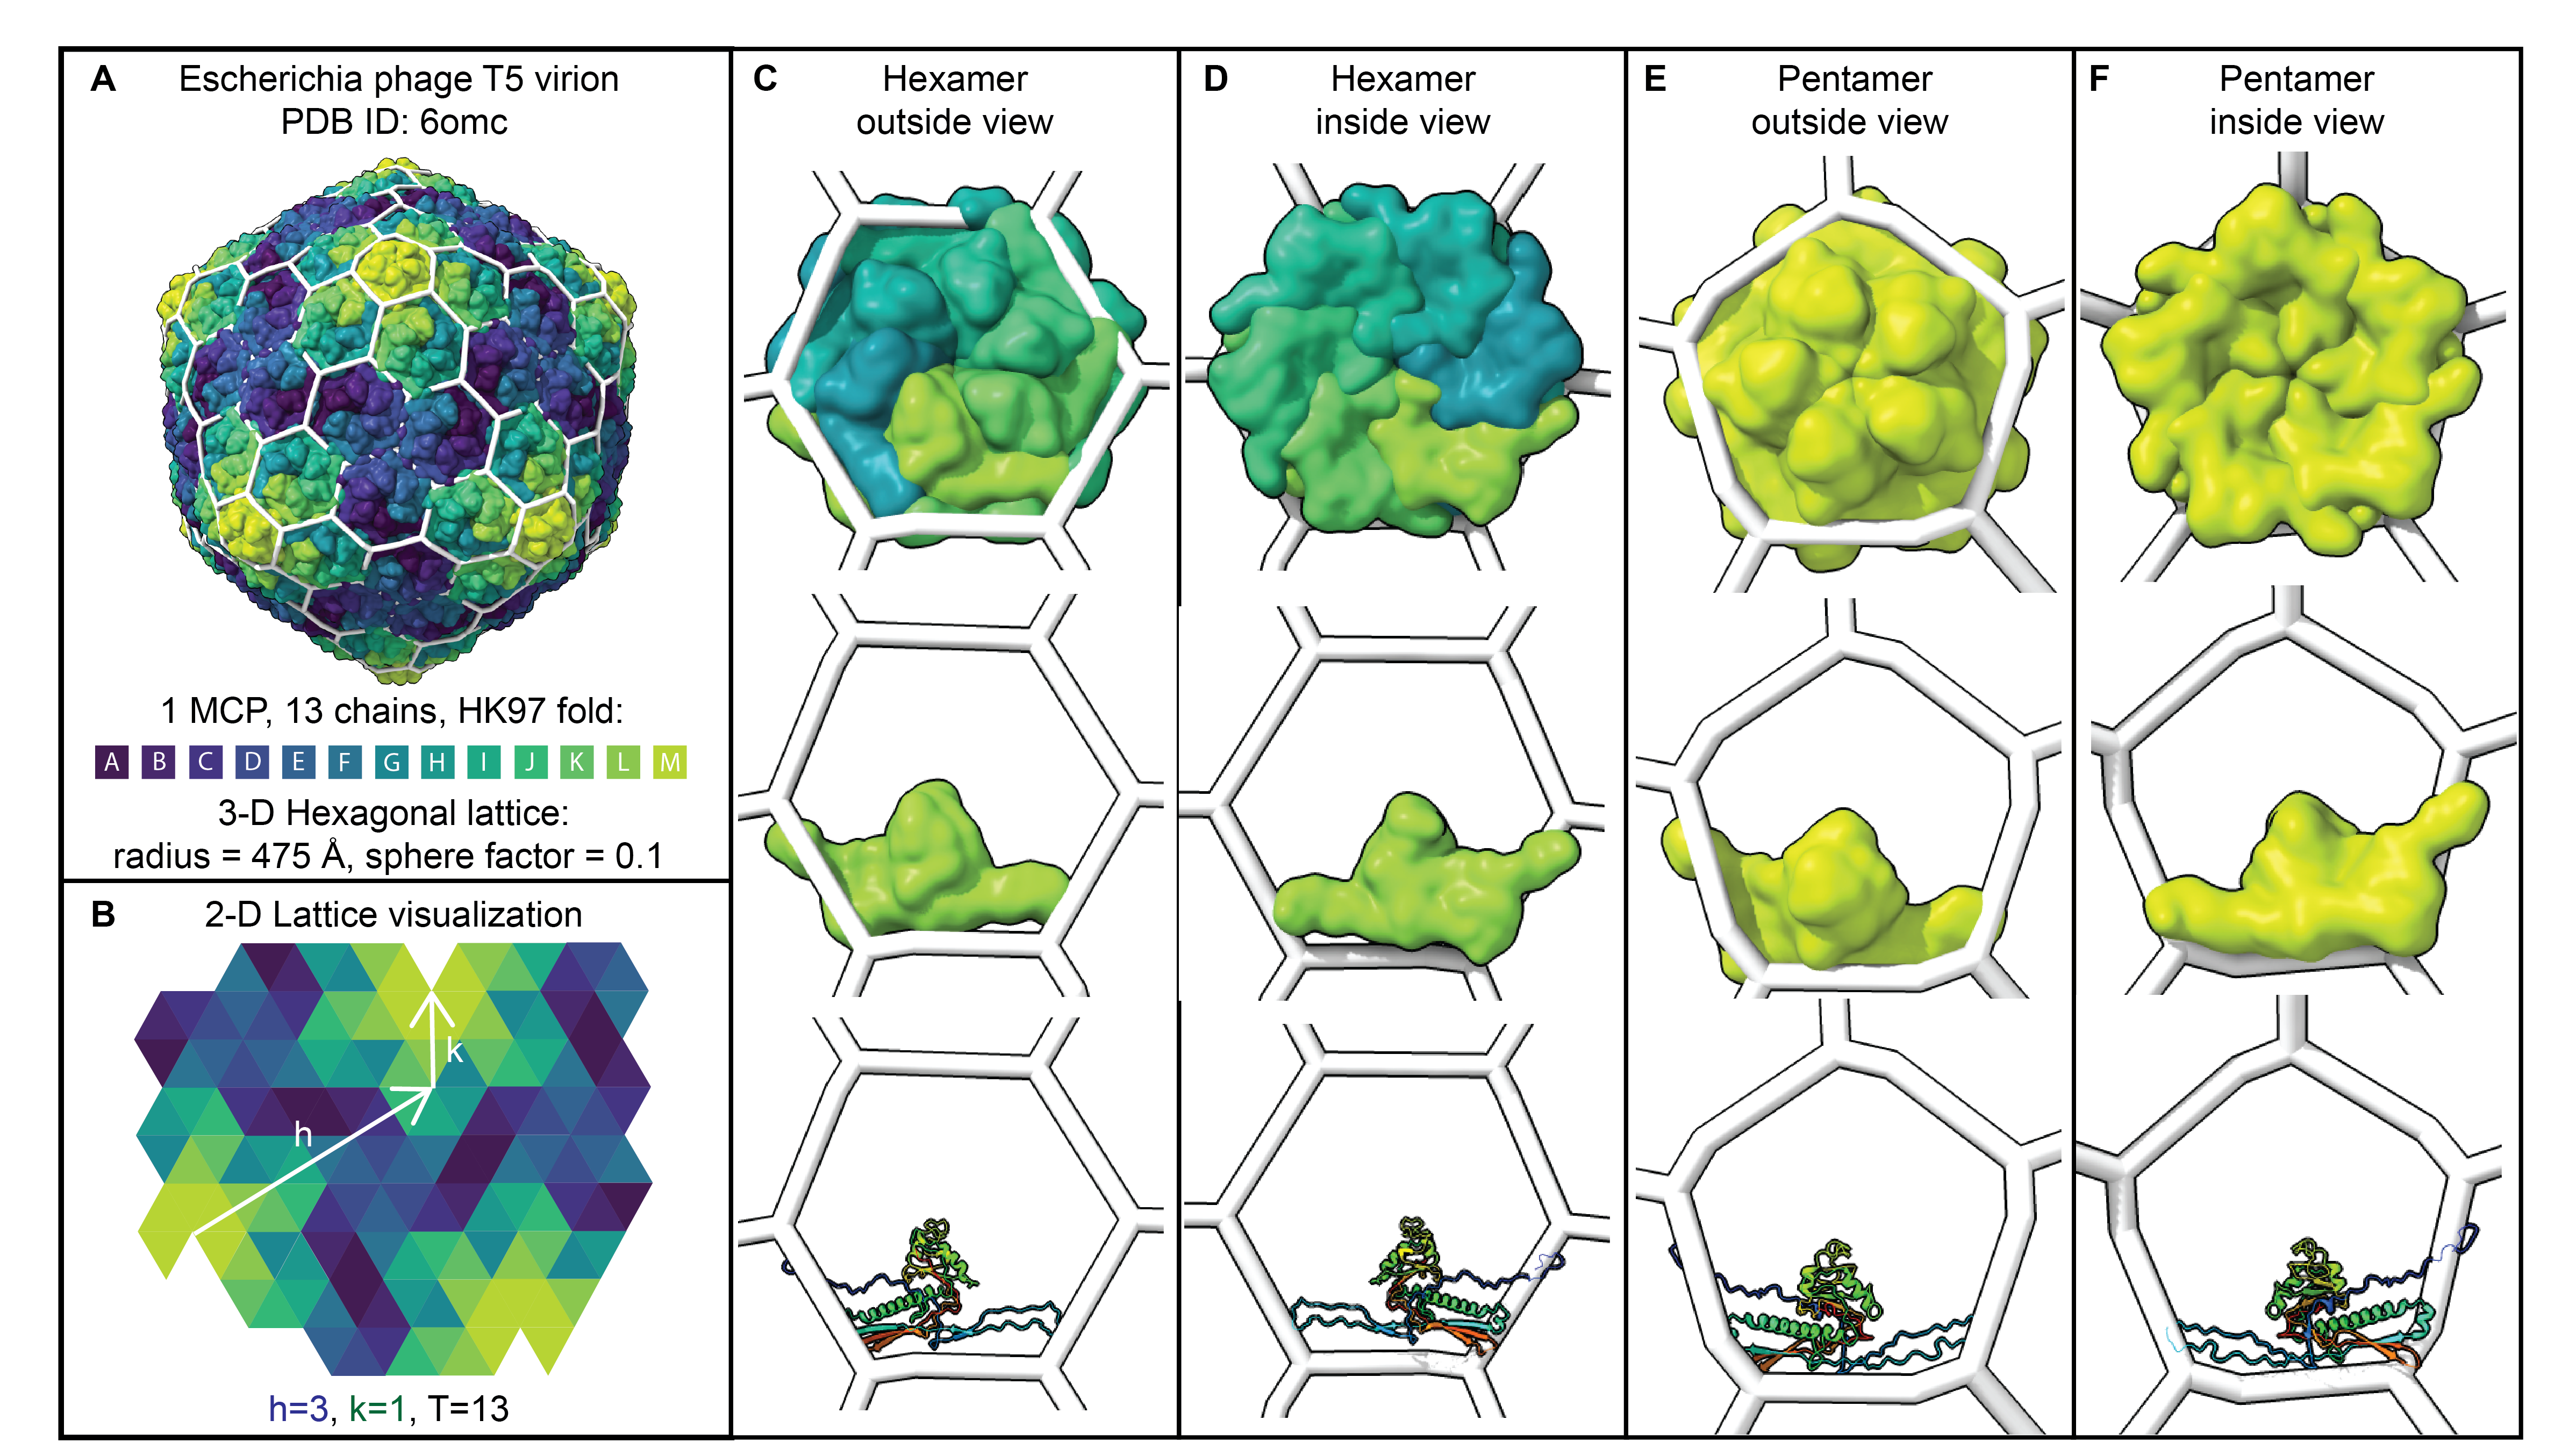 A
Escherichia phage T5 virion
PDB ID: 6omc
1 MCP, 13 chains, HK97 fold:
A B C D E F G H I J K L M
3-D Hexagonal lattice:
radius = 475 Å, sphere factor = 0.1
B
2-D Lattice visualization
k
h
h=3, k=1, T=13
C
Hexamer
outside view
D
Hexamer
inside view
E
Pentamer
outside view
F
Pentamer
inside view